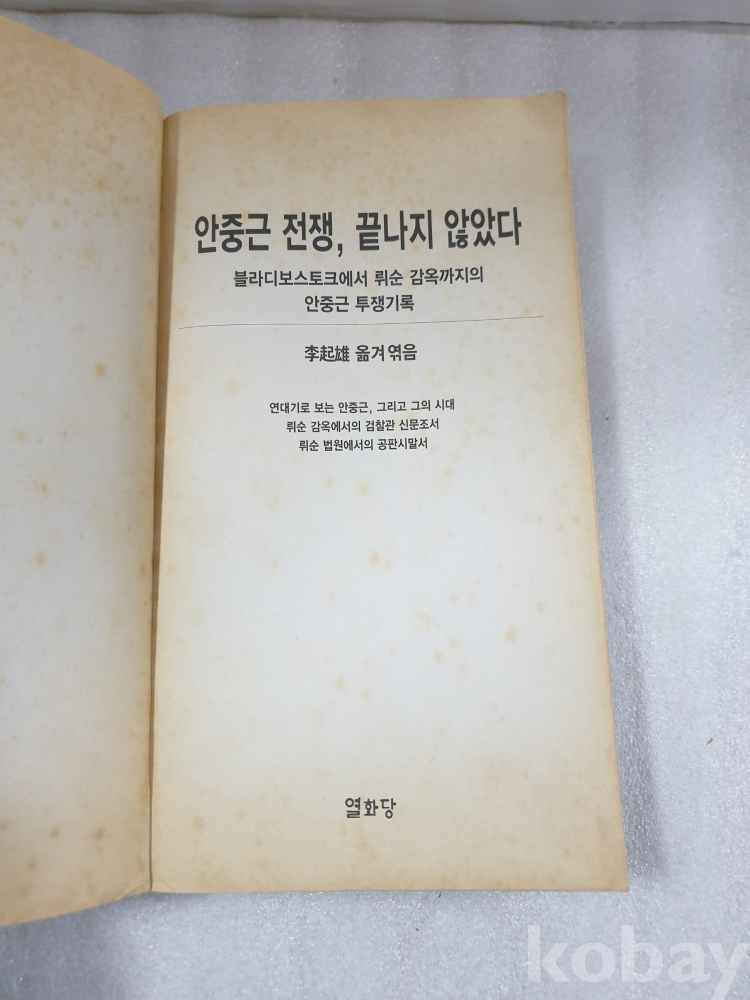 안중근 전쟁, 끝나지 않았다
블라디보스토크에서 뤼순 감옥까지의
안중근 투쟁기록
李起雄 옮겨 엮음
연대기로 보는 안중근, 그리고 그의 시대
뤼순 감옥에서의 검찰관 신문조서
뤼순 법원에서의 공판시말서
열화당
kobay